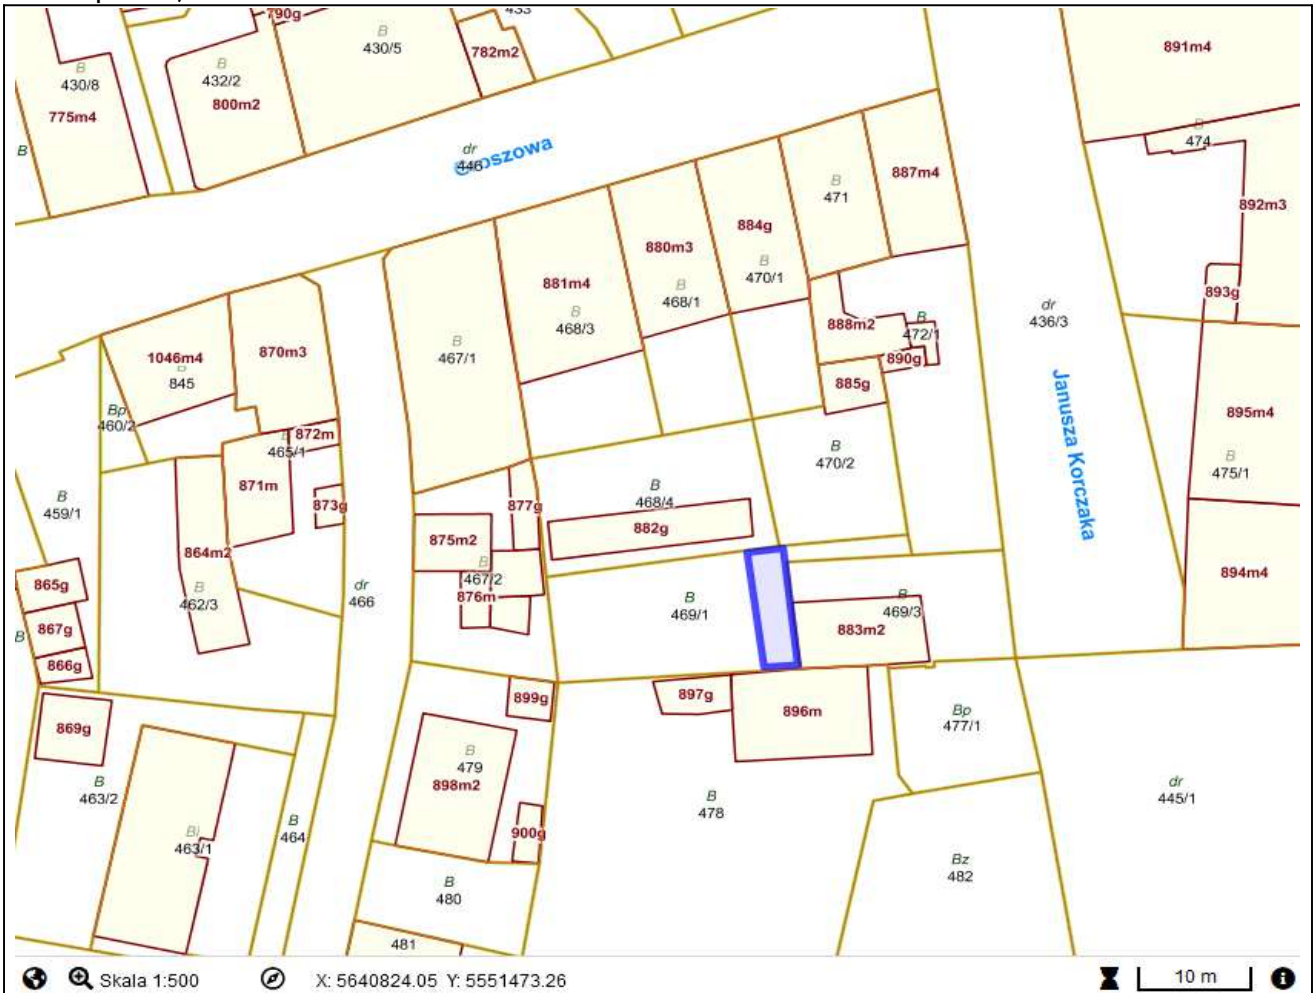 790g
433
B
430/5
782m2
891m4
B
430/8
B
432/2
800m2
775m4
B
474
B
dr
446
oszowa
887m4
B
471
892m3
884g
880m3
B
470/1
881m4
B
468/1
893g
B
468/3
dr
436/3
888m2
B
472/1
B
467/1
870m3
1046m4
B
845
890g
885g
Bp
460/2
895m4
872m
B
465/1
Janusza Korczaka
B
470/2
B
475/1
871m
B
468/4
B
459/1
873g
877g
882g
875m2
864m2
B
467/2
876m
894m4
865g
B
462/3
dr
466
B
469/1
B
469/3
883m2
867g
B
866g
899g
897g
896m
Bp
477/1
869g
B
479
898m2
B
463/2
B
478
dr
445/1
B
464
Bi
463/1
900g
Bz
482
B
480
481
Skala 1:500
X: 5640824.05 Y: 5551473.26
10 m